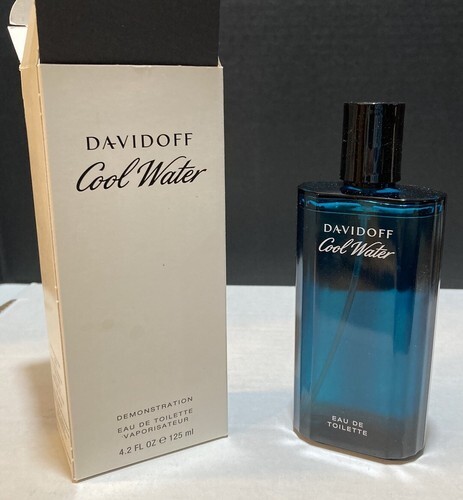 DAVIDOFF
Cool Water
DEMONSTRATION
EAU DE TOILETTE
VAPORISATEUR
4.2 FL OZ ℮ 125 ml
DAVIDOFF
Cool Water
EAU DE
TOILETTE